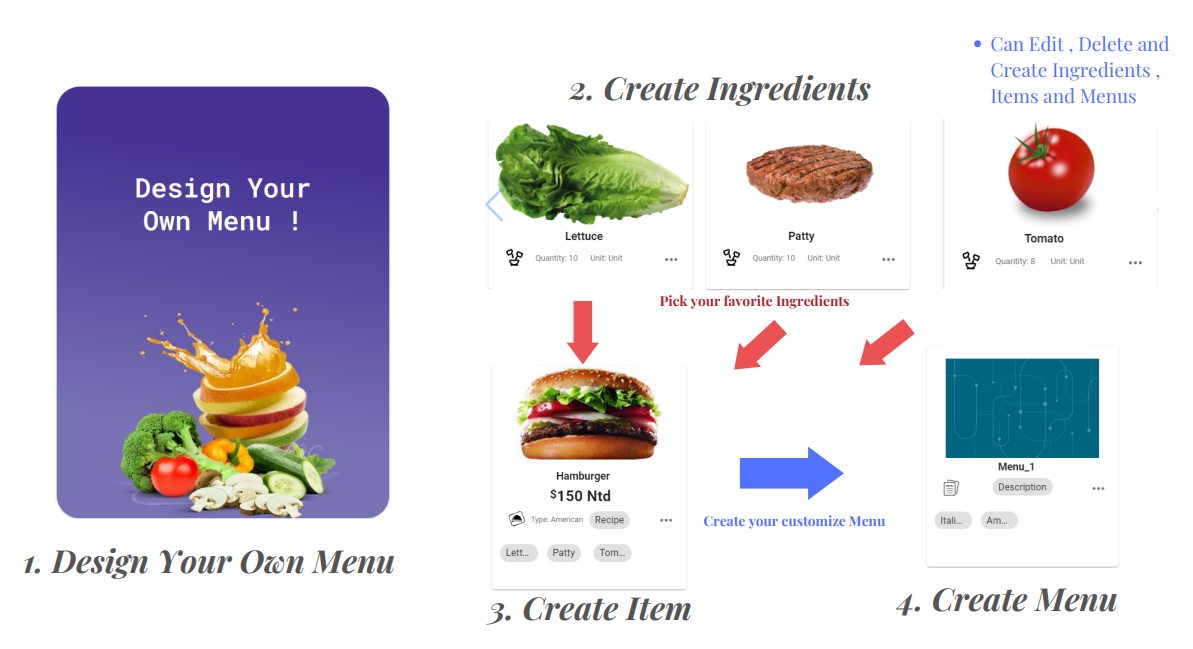 Design Your
Own Menu !
1. Design Your Own Menu
2. Create Ingredients
• Can Edit , Delete and
Create Ingredients ,
Items and Menus
Lettuce
Quantity: 10 Unit: Unit
Patty
Quantity: 10 Unit: Unit
Tomato
Quantity: 8 Unit: Unit
Pick your favorite Ingredients
Hamburger
$150 Ntd
Type: American Recipe
Lett... Patty Tom...
3. Create Item
Create your customize Menu
Menu_1
Description
Itali... Am...
4. Create Menu